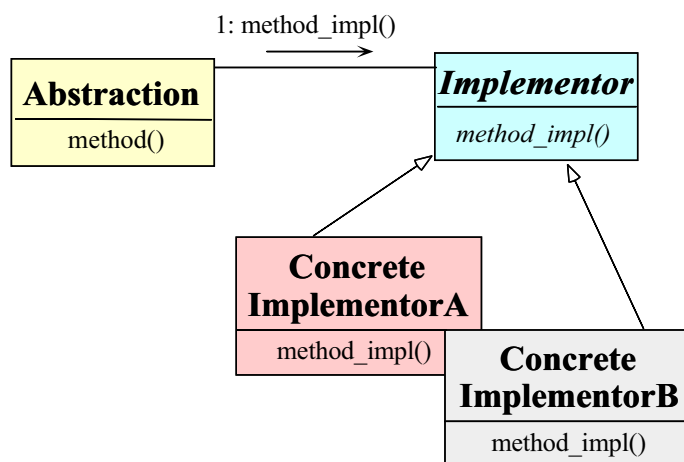 1: method_impl()
Abstraction
method()
Implementor
method_impl()
Concrete
ImplementorA
method_impl()
Concrete
ImplementorB
method_impl()